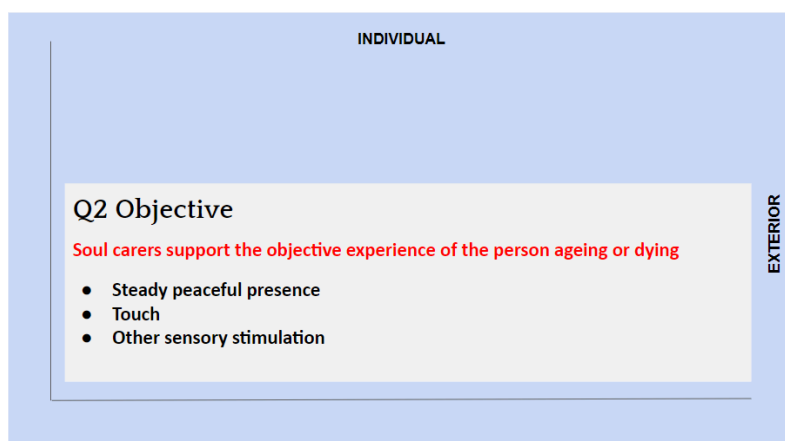 INDIVIDUAL
Q2 Objective
Soul carers support the objective experience of the person ageing or dying
● Steady peaceful presence
● Touch
● Other sensory stimulation
EXTERIOR